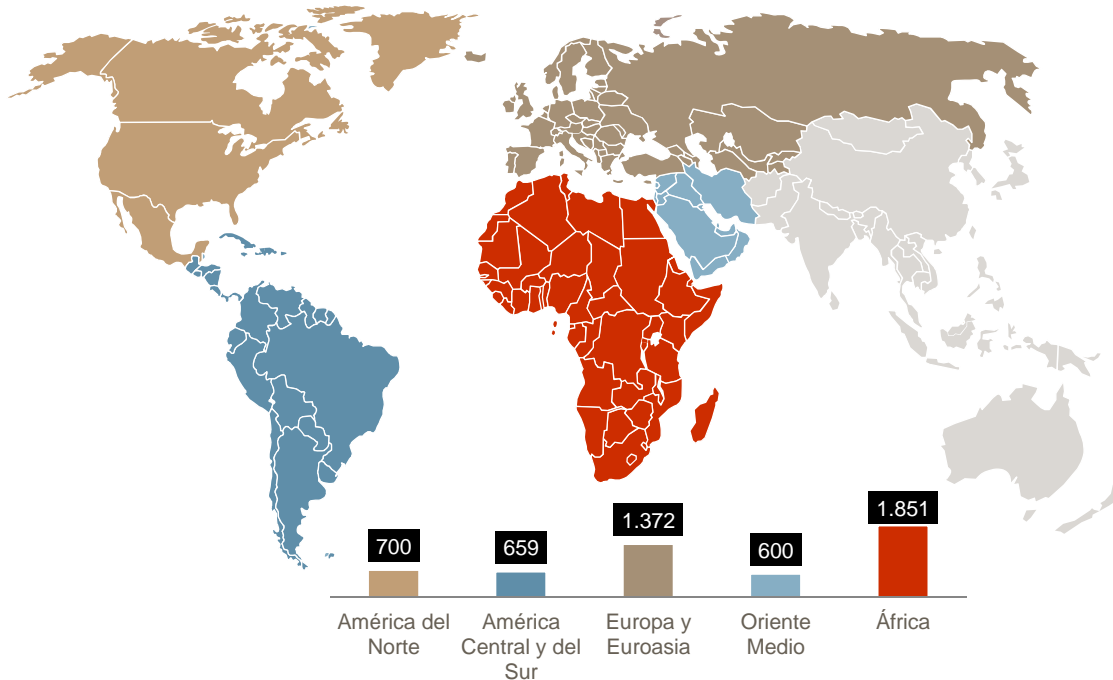 700
659
1.372
600
1.851
América del
Norte
América
Central y del
Sur
Europa y
Euroasia
Oriente
Medio
África